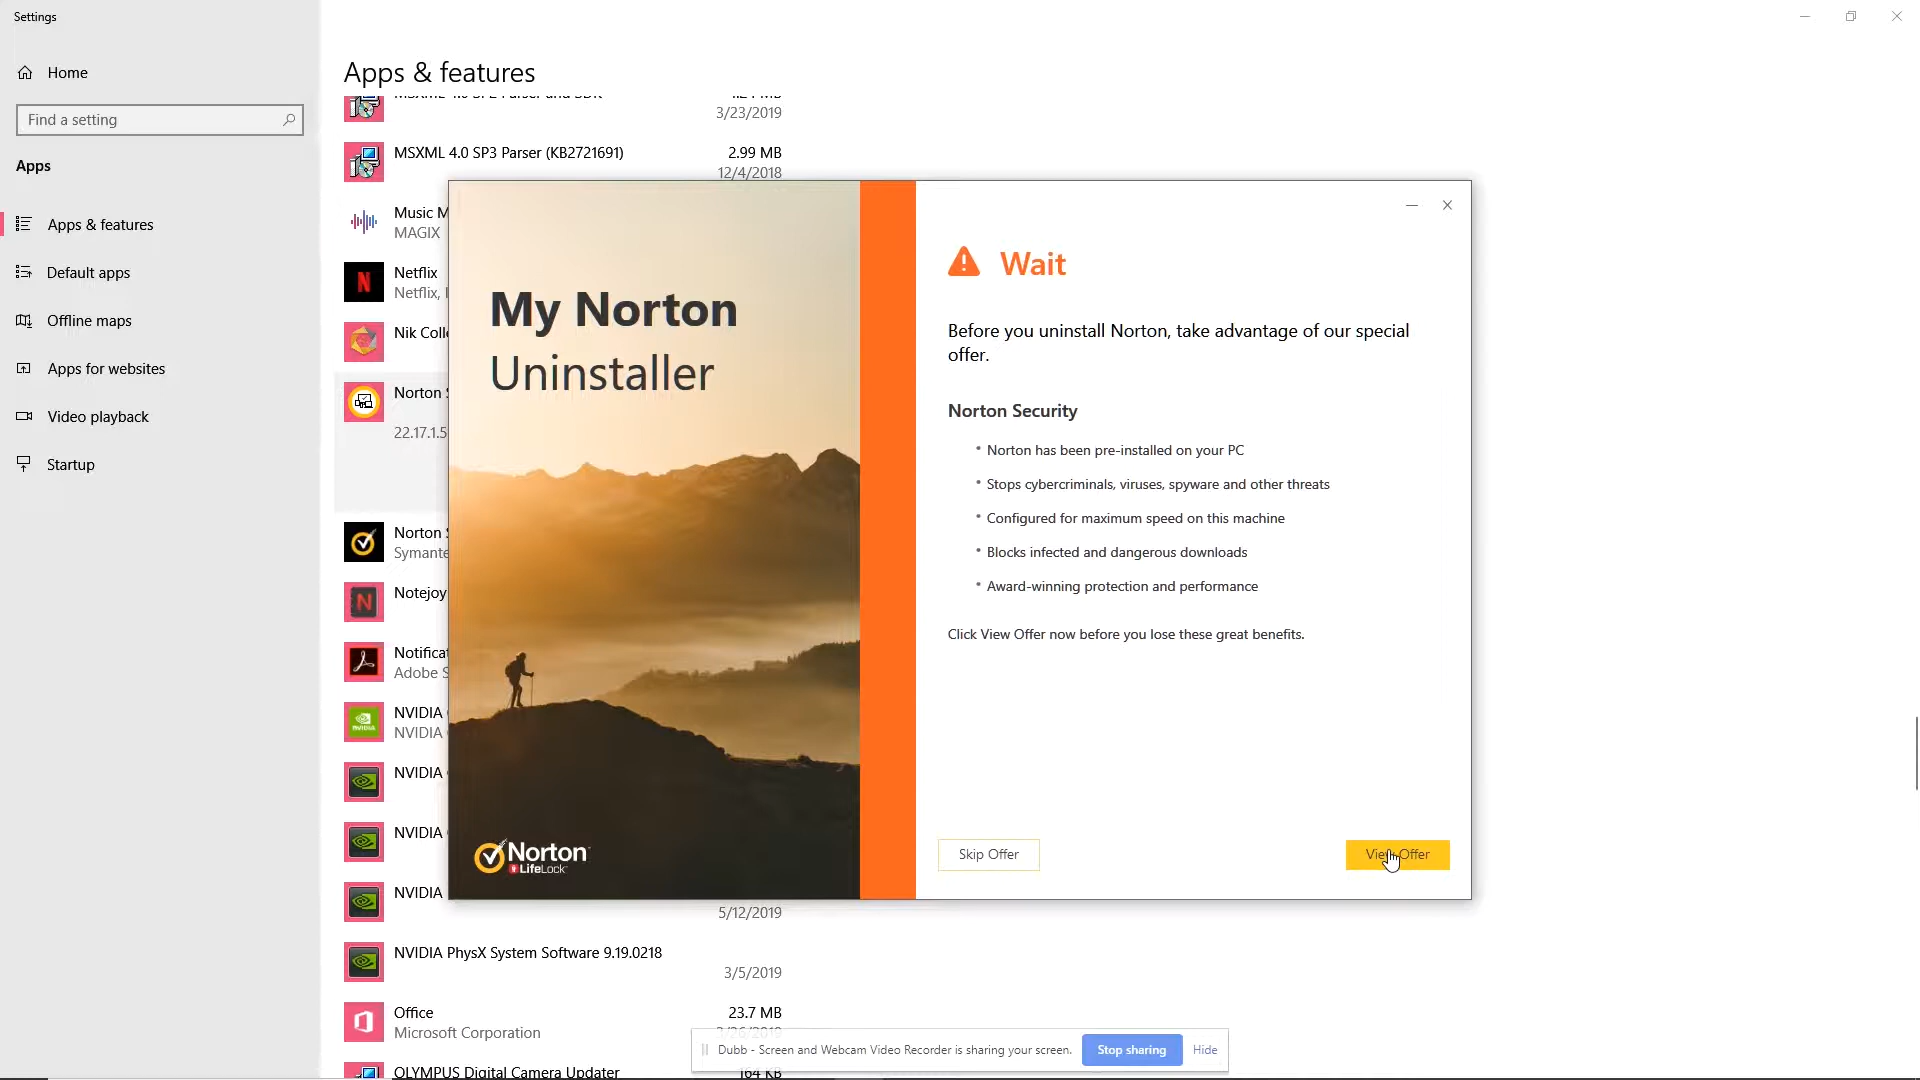 Settings
Home
Find a setting
Apps
Apps & features
Default apps
Offline maps
Apps for websites
Video playback
Startup
Apps & features
3/23/2019
MSXML 4.0 SP3 Parser (KB2721691)
2.99 MB
12/4/2018
Music M
MAGIX
Netflix
Netflix, I
Nik Coll
Norton S
22.17.1.5
Norton S
Symante
Notejoy
Notificat
Adobe S
NVIDIA
NVIDIA
NVIDIA
NVIDIA
NVIDIA
5/12/2019
NVIDIA PhysX System Software 9.19.0218
3/5/2019
Office
23.7 MB
Microsoft Corporation
OLYMPUS Digital Camera Updater
164 KB
My Norton
Uninstaller
Norton
LifeLock
Wait
Before you uninstall Norton, take advantage of our special
offer.
Norton Security
• Norton has been pre-installed on your PC
• Stops cybercriminals, viruses, spyware and other threats
• Configured for maximum speed on this machine
• Blocks infected and dangerous downloads
• Award-winning protection and performance
Click View Offer now before you lose these great benefits.
Skip Offer
View Offer
Dubb - Screen and Webcam Video Recorder is sharing your screen.
Stop sharing
Hide